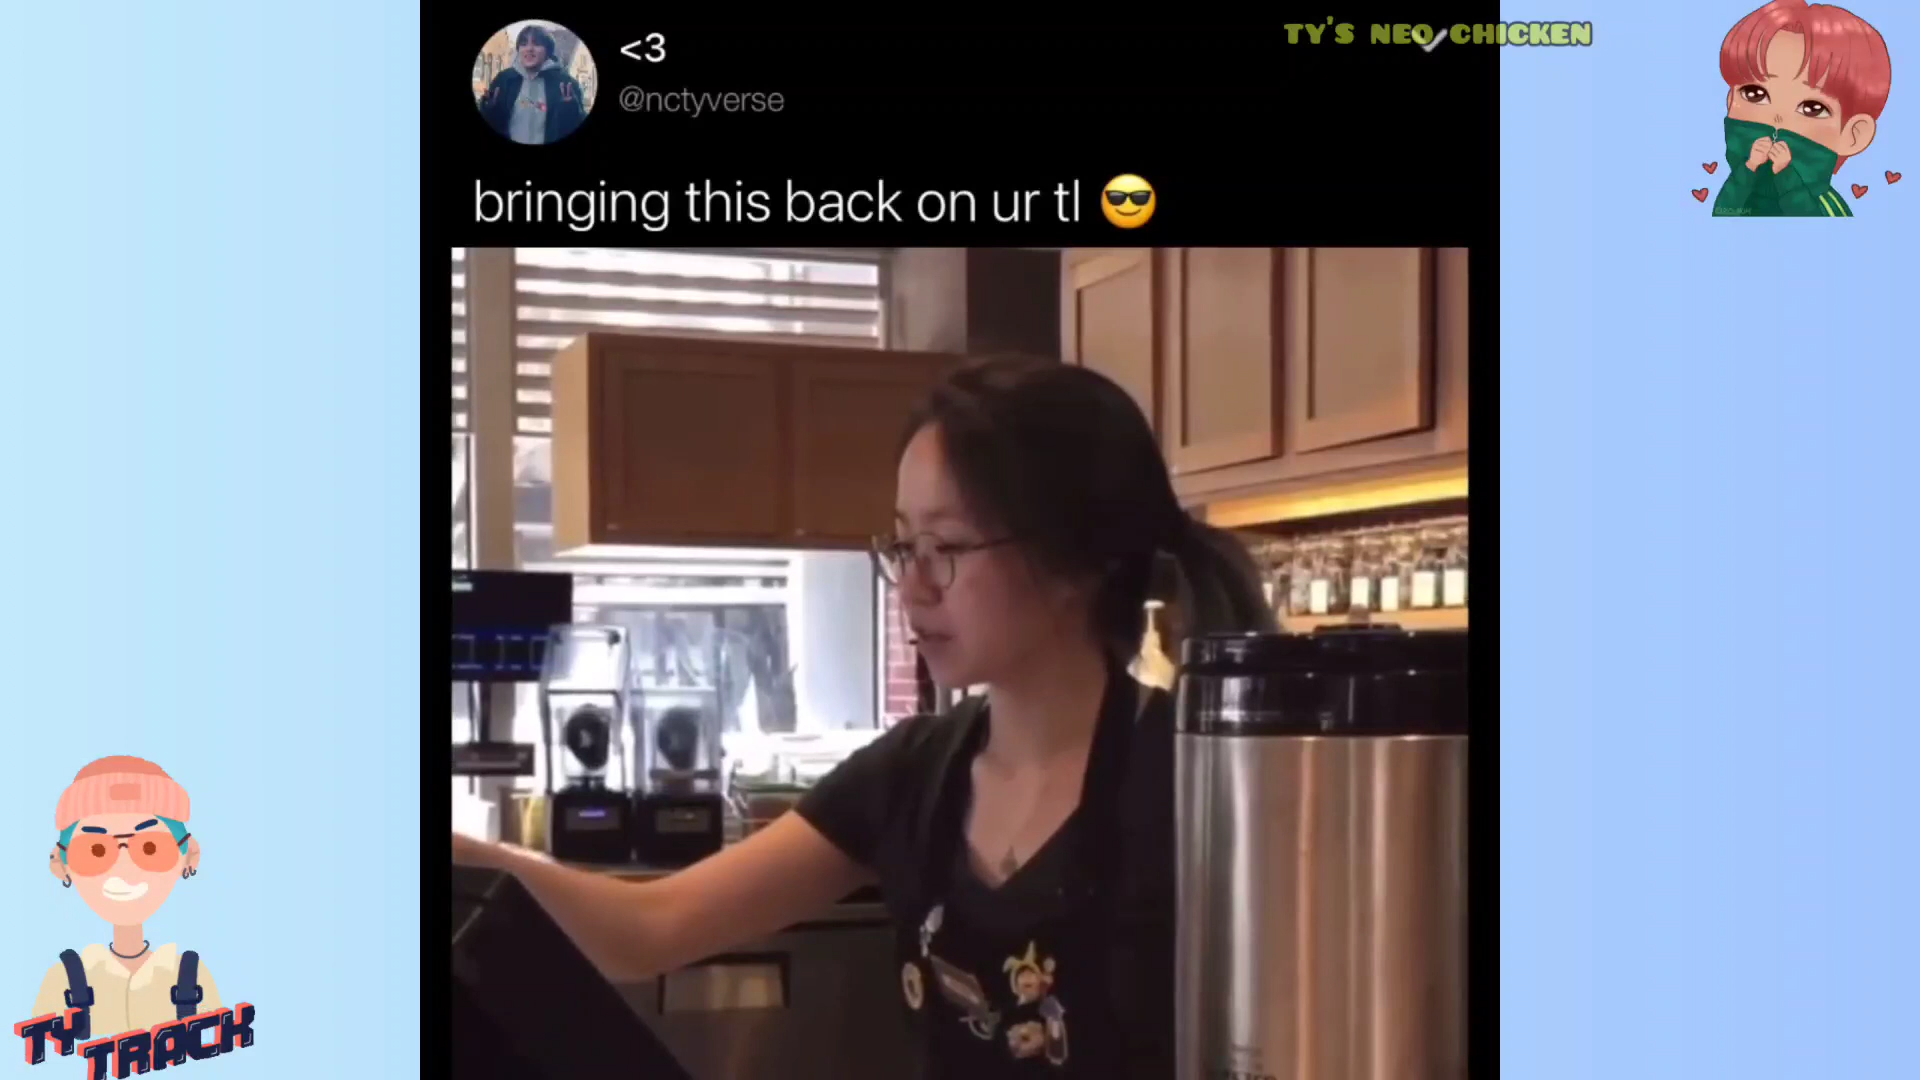 <3
@nctyverse
TY'S NEO CHICKEN
bringing this back on ur tl 😎
TY
TRACK